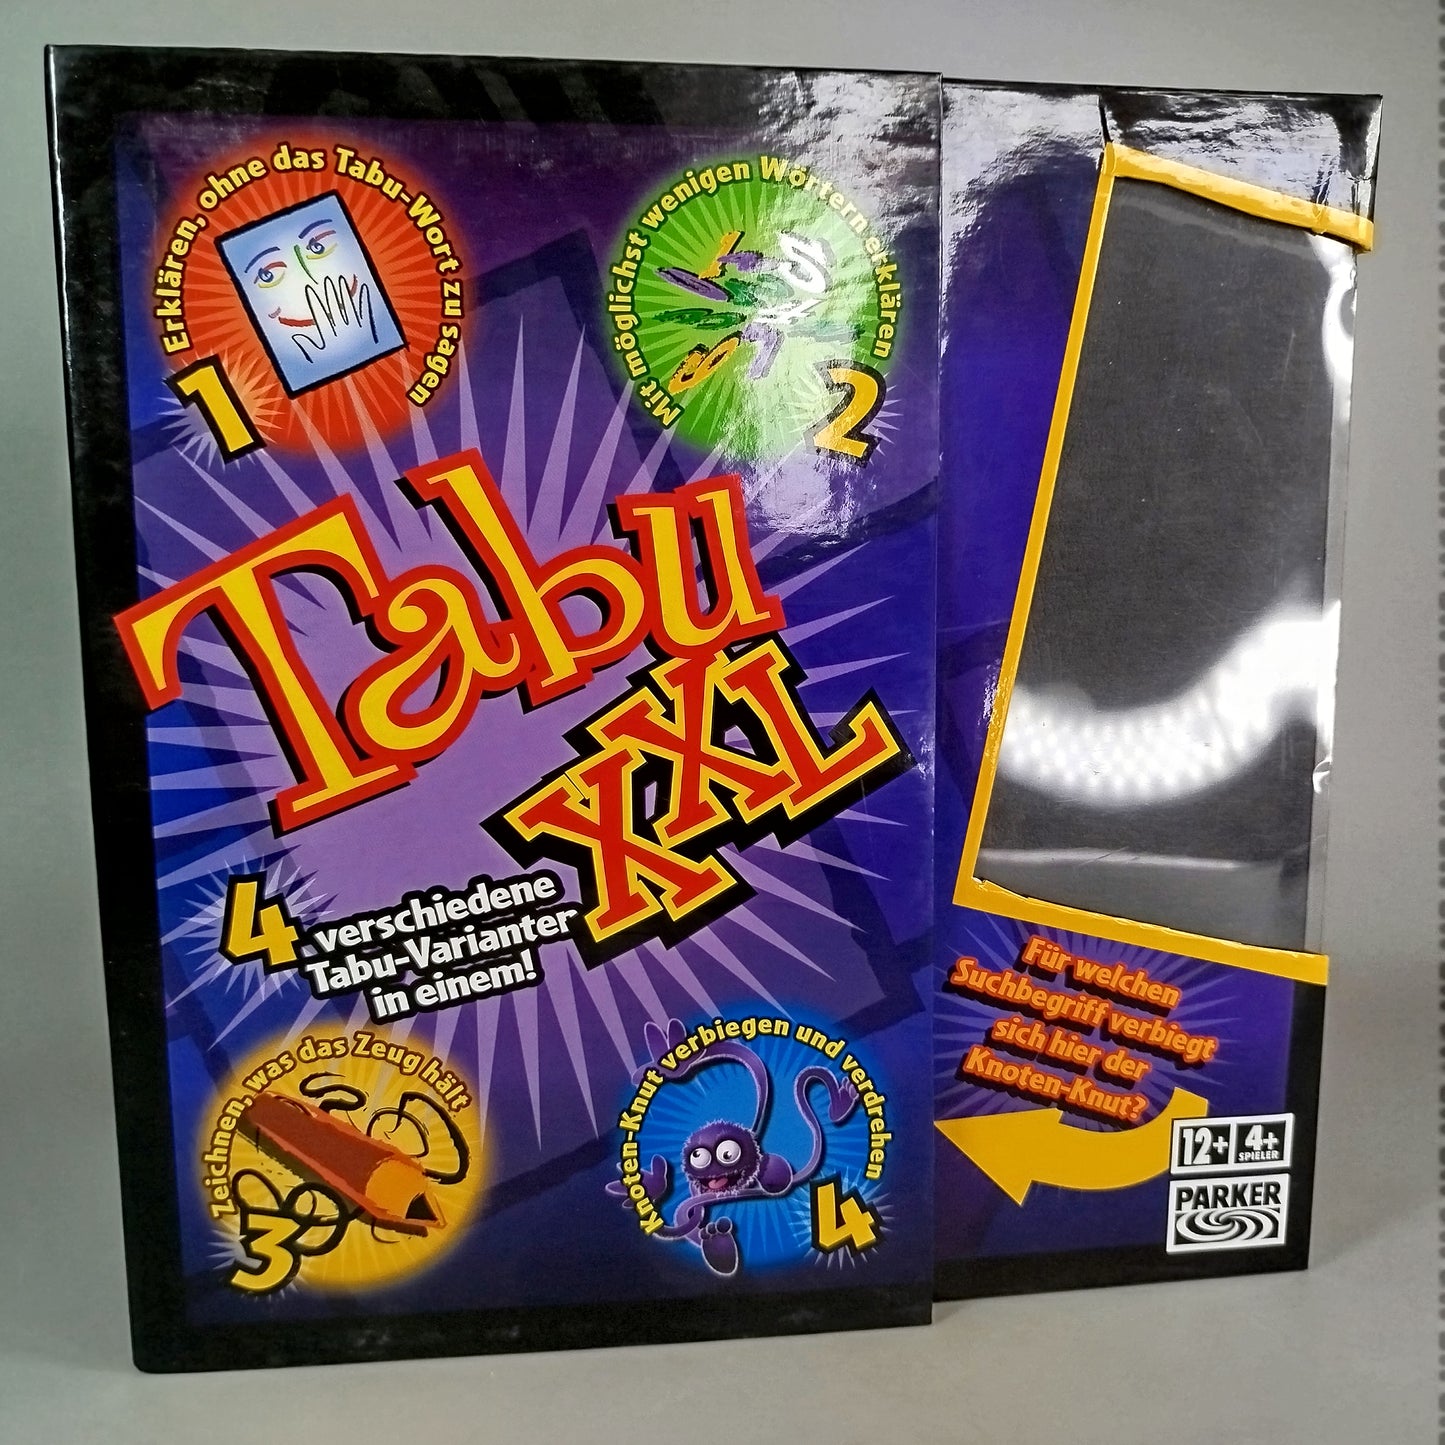 Erklären, ohne das Tabu-Wort zu sagen
1
Mit möglichst wenigen Wörtern erklären
2
Tabu
XXL
4 verschiedene
Tabu-Varianten
in einem!
Zeichnen, was das Zeug hält
3
Knoten-Knut verbiegen und verdrehen
4
Für welchen
Suchbegriff verbiegt
sich hier der
Knoten-Knut?
12+
4+
SPIELER
PARKER